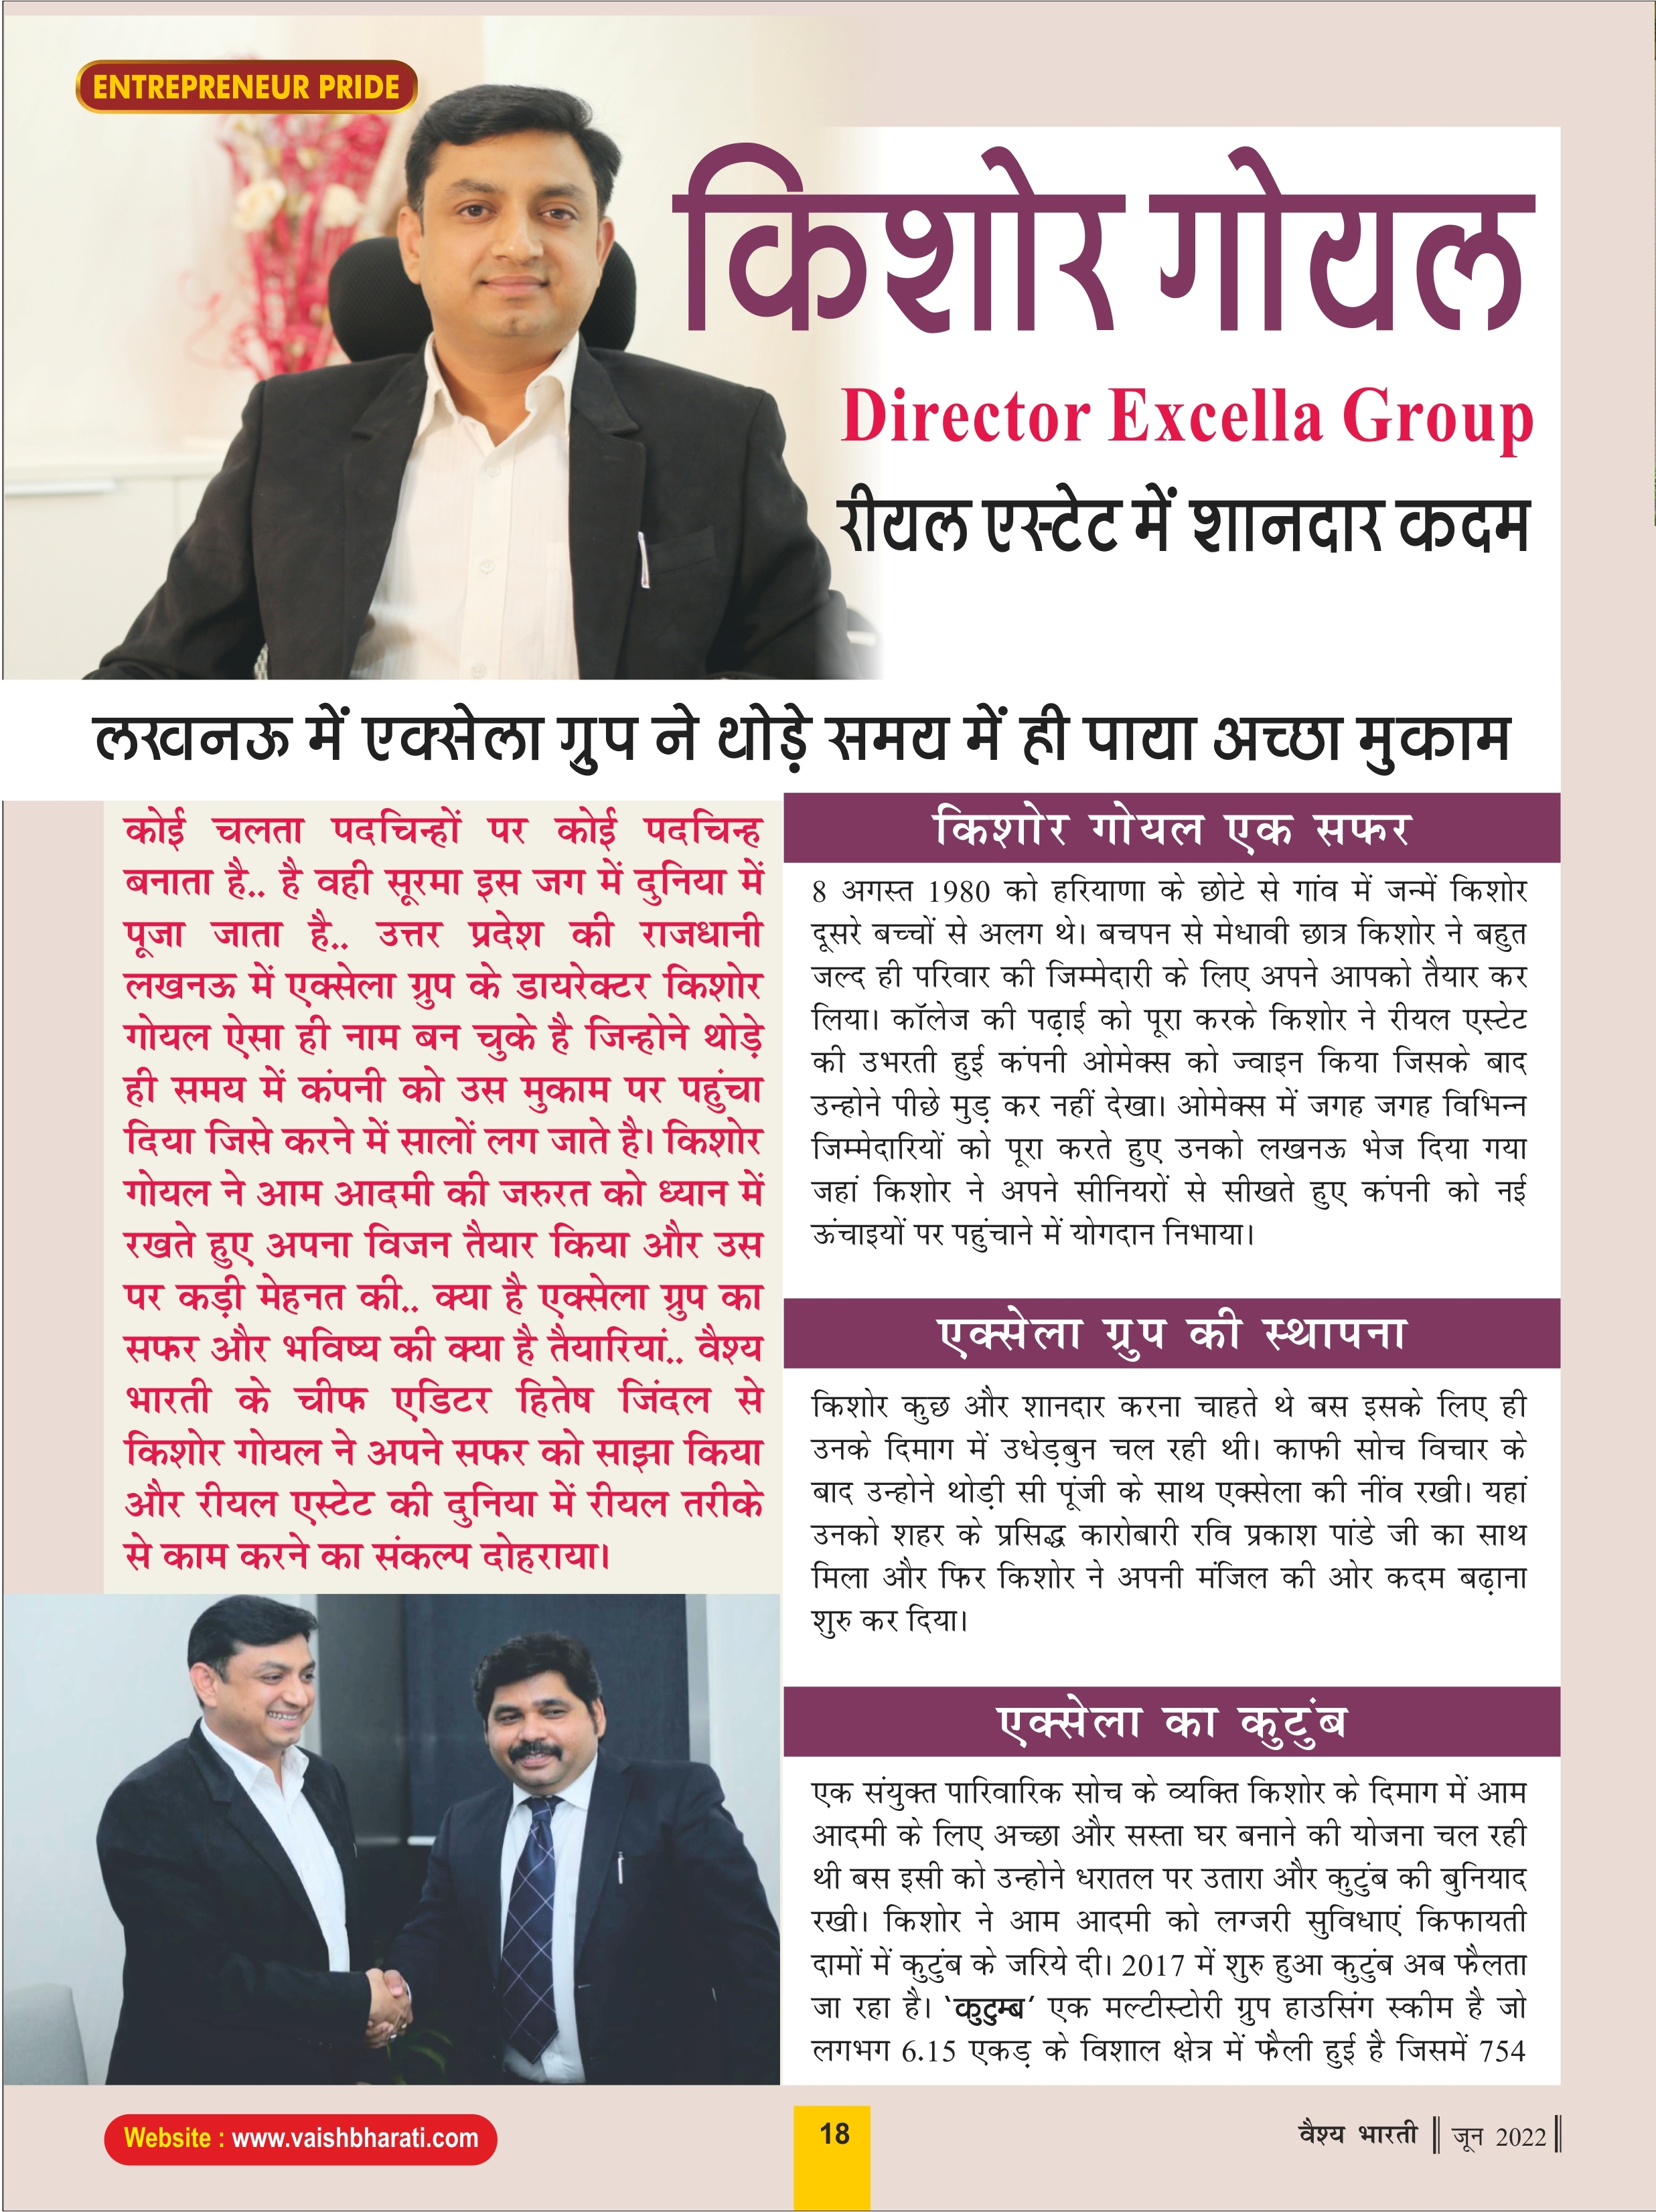 ENTREPRENEUR PRIDE
किशोर गोयल
Director Excella Group
रीयल एस्टेट में शानदार कदम
लखनऊ में एक्सेला ग्रुप ने थोड़े समय में ही पाया अच्छा मुकाम
कोई चलता पदचिन्हों पर कोई पदचिन्ह
बनाता है.. है वही सूरमा इस जग में दुनिया में
पूजा जाता है.. उत्तर प्रदेश की राजधानी
लखनऊ में एक्सेला ग्रुप के डायरेक्टर किशोर
गोयल ऐसा ही नाम बन चुके है जिन्होने थोड़े
ही समय में कंपनी को उस मुकाम पर पहुंचा
दिया जिसे करने में सालों लग जाते है। किशोर
गोयल ने आम आदमी की जरुरत को ध्यान में
रखते हुए अपना विजन तैयार किया और उस
पर कड़ी मेहनत की.. क्या है एक्सेला ग्रुप का
सफर और भविष्य की क्या है तैयारियां.. वैश्य
भारती के चीफ एडिटर हितेष जिंदल से
किशोर गोयल ने अपने सफर को साझा किया
और रीयल एस्टेट की दुनिया में रीयल तरीके
से काम करने का संकल्प दोहराया।
किशोर गोयल एक सफर
8 अगस्त 1980 को हरियाणा के छोटे से गांव में जन्में किशोर
दूसरे बच्चों से अलग थे। बचपन से मेधावी छात्र किशोर ने बहुत
जल्द ही परिवार की जिम्मेदारी के लिए अपने आपको तैयार कर
लिया। कॉलेज की पढ़ाई को पूरा करके किशोर ने रीयल एस्टेट
की उभरती हुई कंपनी ओमेक्स को ज्वाइन किया जिसके बाद
उन्होने पीछे मुड़ कर नहीं देखा। ओमेक्स में जगह जगह विभिन्न
जिम्मेदारियों को पूरा करते हुए उनको लखनऊ भेज दिया गया
जहां किशोर ने अपने सीनियरों से सीखते हुए कंपनी को नई
ऊंचाइयों पर पहुंचाने में योगदान निभाया।
एक्सेला ग्रुप की स्थापना
किशोर कुछ और शानदार करना चाहते थे बस इसके लिए ही
उनके दिमाग में उधेड़बुन चल रही थी। काफी सोच विचार के
बाद उन्होने थोड़ी सी पूंजी के साथ एक्सेला की नींव रखी। यहां
उनको शहर के प्रसिद्ध कारोबारी रवि प्रकाश पांडे जी का साथ
मिला और फिर किशोर ने अपनी मंजिल की ओर कदम बढ़ाना
शुरु कर दिया।
एक्सेला का कुटुंब
एक संयुक्त पारिवारिक सोच के व्यक्ति किशोर के दिमाग में आम
आदमी के लिए अच्छा और सस्ता घर बनाने की योजना चल रही
थी बस इसी को उन्होने धरातल पर उतारा और कुटुंब की बुनियाद
रखी। किशोर ने आम आदमी को लग्जरी सुविधाएं किफायती
दामों में कुटुंब के जरिये दी। 2017 में शुरु हुआ कुटुंब अब फैलता
जा रहा है। ‘कुटुम्ब’ एक मल्टीस्टोरी ग्रुप हाउसिंग स्कीम है जो
लगभग 6.15 एकड़ के विशाल क्षेत्र में फैली हुई है जिसमें 754
Website : www.vaishbharati.com
18
वैश्य भारती || जून 2022 ||